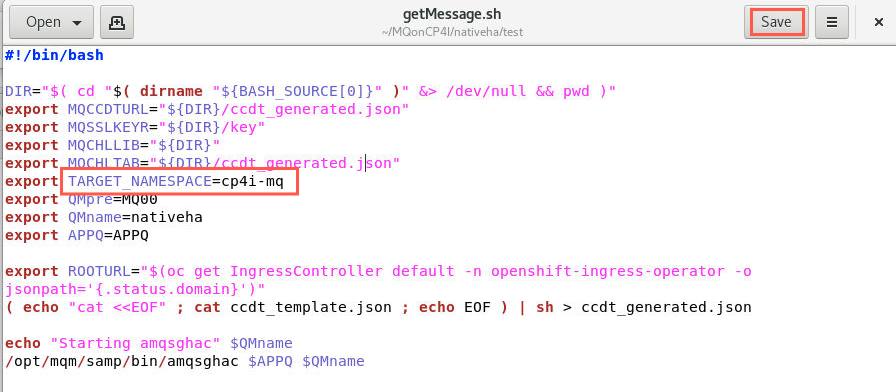 Open
getMessage.sh
~/MQonCP4I/nativeha/test
Save
#!/bin/bash
DIR="$( cd "$( dirname "${BASH_SOURCE[0]}" )" &> /dev/null && pwd )"
export MQCCDTURL="${DIR}/ccdt_generated.json"
export MQSSLKEYR="${DIR}/key"
export MQCHLLIB="${DIR}"
export MQCHLTAB="${DIR}/ccdt_generated.json"
export TARGET_NAMESPACE=cp4i-mq
export QMpre=MQ00
export QMname=nativeha
export APPQ=APPQ
export ROOTURL="$(oc get IngressController default -n openshift-ingress-operator -o
jsonpath='{.status.domain}')"
( echo "cat <<EOF" ; cat ccdt_template.json ; echo EOF ) | sh > ccdt_generated.json
echo "Starting amqsghac" $QMname
/opt/mqm/samp/bin/amqsghac $APPQ $QMname